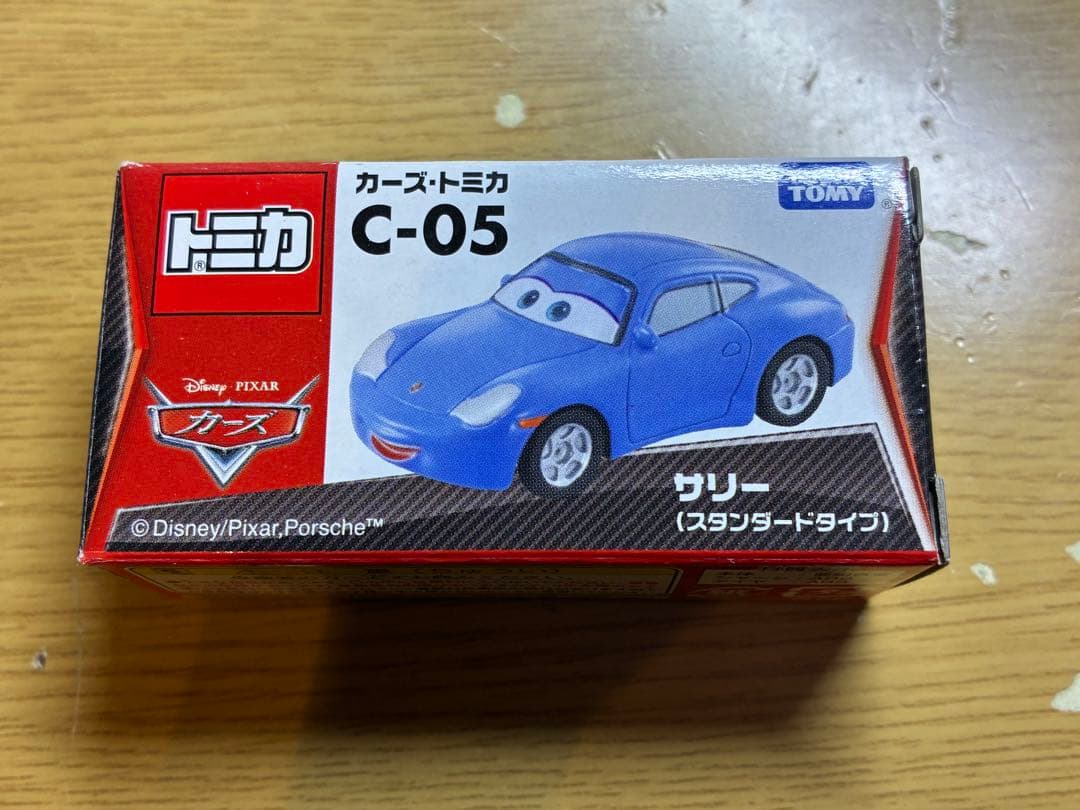 カーズ・トミカ
C-05
トミカ®
TOMY®
Disney · PIXAR
カーズ
サリー
(スタンダードタイプ)
©Disney/Pixar,Porsche™